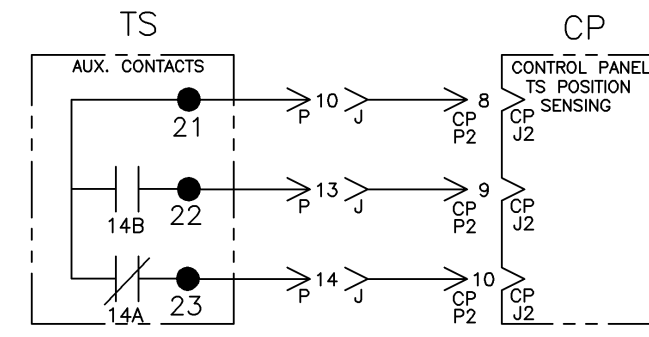 TS
CP
AUX. CONTACTS
CONTROL PANEL
TS POSITION
SENSING
10
8
P
J
CP
P2
CP
J2
21
13
9
P
J
CP
P2
CP
J2
22
14B
14
10
P
J
CP
P2
CP
J2
23
14A